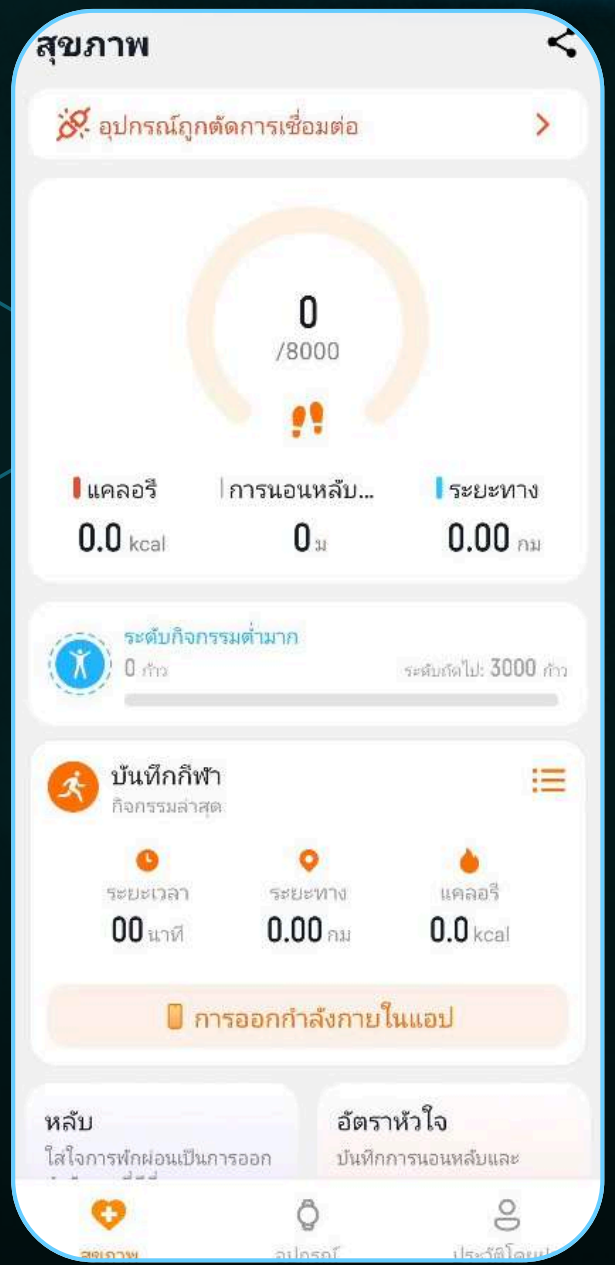 สุขภาพ
อุปกรณ์ถูกตัดการเชื่อมต่อ
0
/8000
แคลอรี การนอนหลับ... ระยะทาง
0.0 kcal 0 ม 0.00 กม
ระดับกิจกรรมต่ำมาก
0 ก้าว ระดับถัดไป: 3000 ก้าว
บันทึกกีฬา
กิจกรรมล่าสุด
ระยะเวลา ระยะทาง แคลอรี
00 นาที 0.00 กม 0.0 kcal
การออกกำลังกายในแอป
หลับ อัตราหัวใจ
ใส่ใจการพักผ่อนเป็นการออก บันทึกการนอนหลับและ
สุขภาพ อุปกรณ์